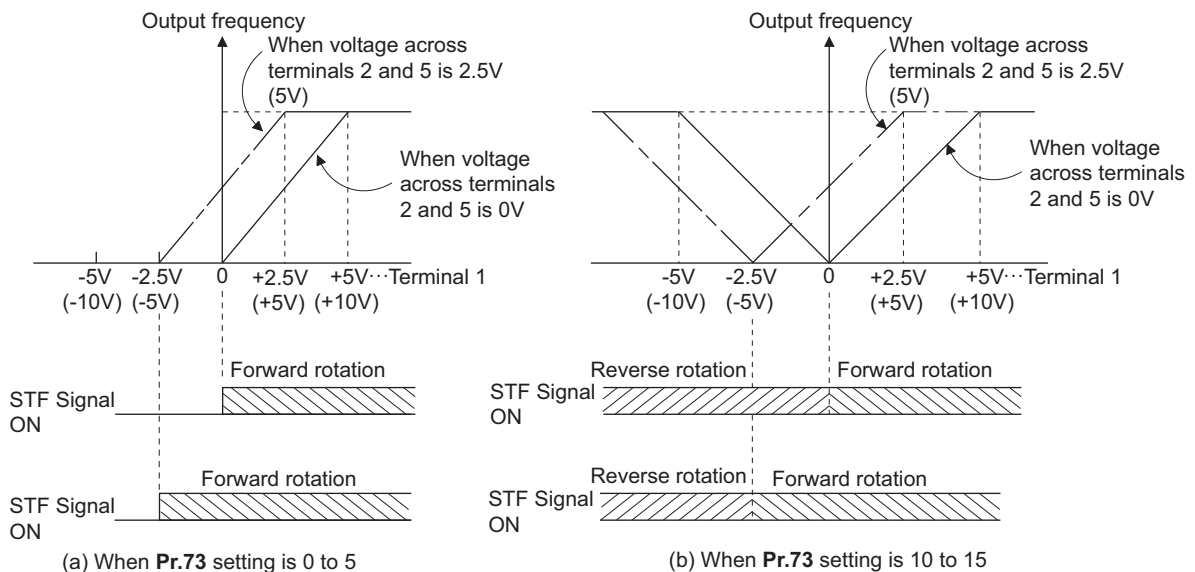 Output frequency
When voltage across
terminals 2 and 5 is 2.5V
(5V)
When voltage
across terminals
2 and 5 is 0V
-5V -2.5V 0 +2.5V +5V···Terminal 1
(-10V) (-5V) (+5V) (+10V)
Forward rotation
STF Signal
ON
Forward rotation
STF Signal
ON
(a) When Pr.73 setting is 0 to 5
Output frequency
When voltage across
terminals 2 and 5 is 2.5V
(5V)
When voltage
across terminals
2 and 5 is 0V
-5V -2.5V 0 +2.5V +5V···Terminal 1
(-10V) (-5V) (+5V) (+10V)
Reverse rotation Forward rotation
STF Signal
ON
Reverse rotation Forward rotation
STF Signal
ON
(b) When Pr.73 setting is 10 to 15